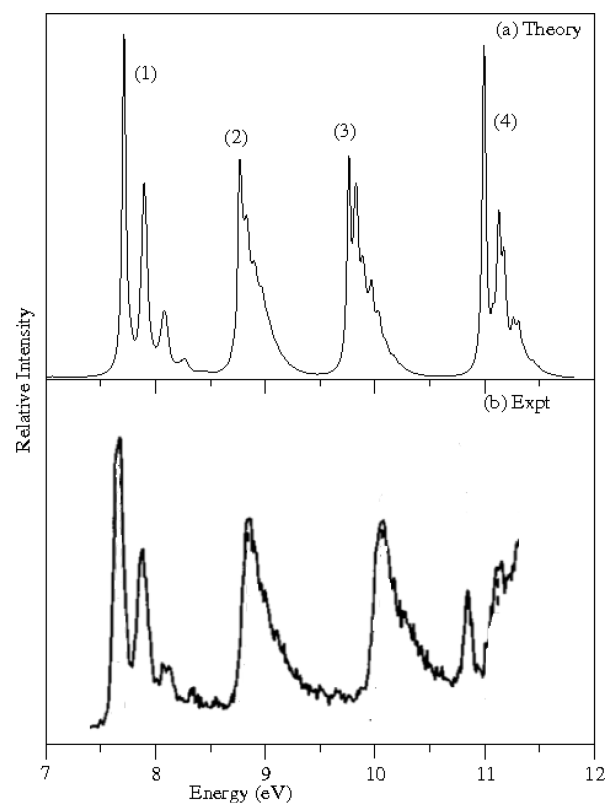 (a) Theory
(1)
(2)
(3)
(4)
Relative Intensity
(b) Expt
7 8 9 10 11 12
Energy (eV)